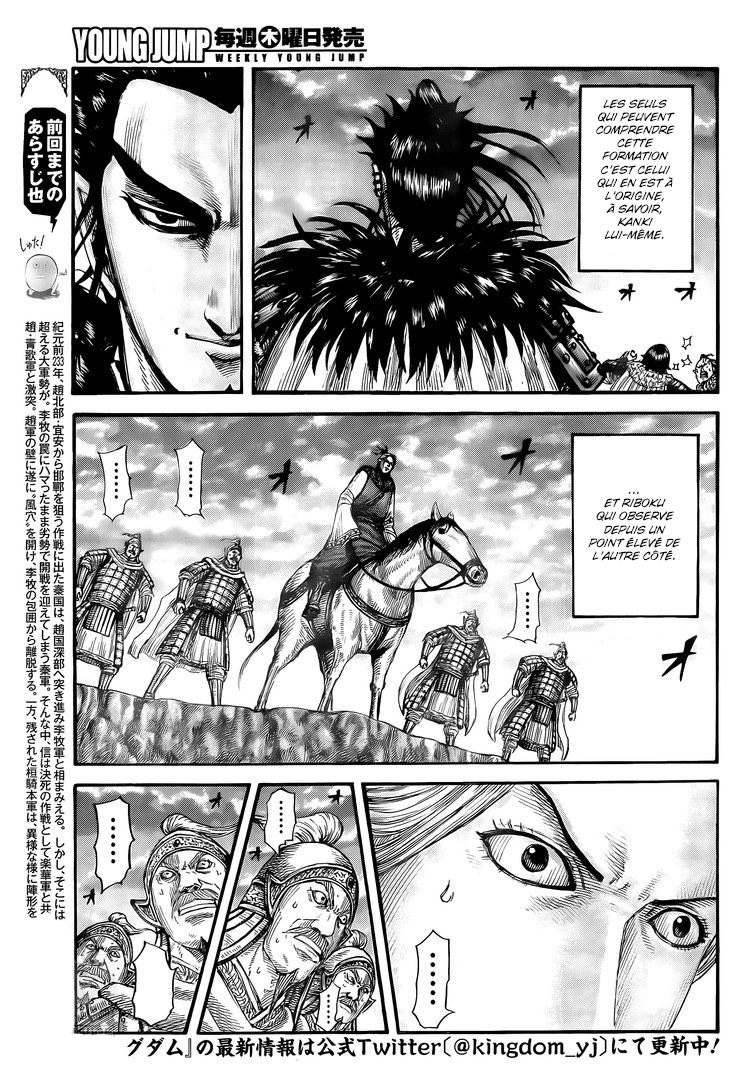 YOUNG JUMP 毎週木曜日発売
WEEKLY YOUNG JUMP
LES SEULS
QUI PEUVENT
COMPRENDRE
CETTE
FORMATION
C'EST CELUI
QUI EN EST À
L'ORIGINE,
À SAVOIR,
KANKI
LUI-MÊME.
前回までの
あらすじ也
しゅた!
紀元前233年、趙北部・宜安から邯鄲を狙う作戦に出た秦国は、趙国深部へ突き進み李牧軍と相まみえる。しかし、そこには
超える大軍勢が。李牧の罠にハマったまま劣勢で開戦を迎えてしまう秦軍。そんな中、信は決死の作戦として楽華軍と共
趙・青歌軍と激突。趙軍の壁に遂に“風穴”を開け、李牧の包囲から離脱する。一方、残された桓騎本軍は、異様な様に陣形を
オ
オ
オ
...
ET RIBOKU
QUI OBSERVE
DEPUIS UN
POINT ÉLEVÉ DE
L'AUTRE CÔTÉ.
……
……
……
オ
オ
……
……
……
オ
オ
……
グダム』の最新情報は公式Twitter(@kingdom_yj)にて更新中!